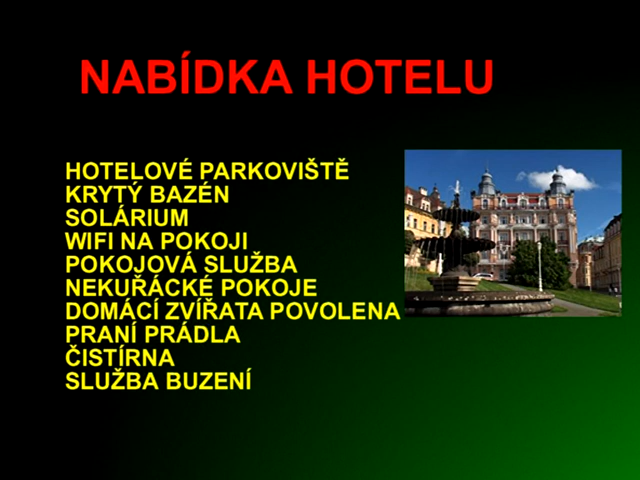 NABÍDKA HOTELU
HOTELOVÉ PARKOVIŠTĚ
KRYTÝ BAZÉN
SOLÁRIUM
WIFI NA POKOJI
POKOJOVÁ SLUŽBA
NEKUŘÁCKÉ POKOJE
DOMÁCÍ ZVÍŘATA POVOLENA
PRANÍ PRÁDLA
ČISTÍRNA
SLUŽBA BUZENÍ